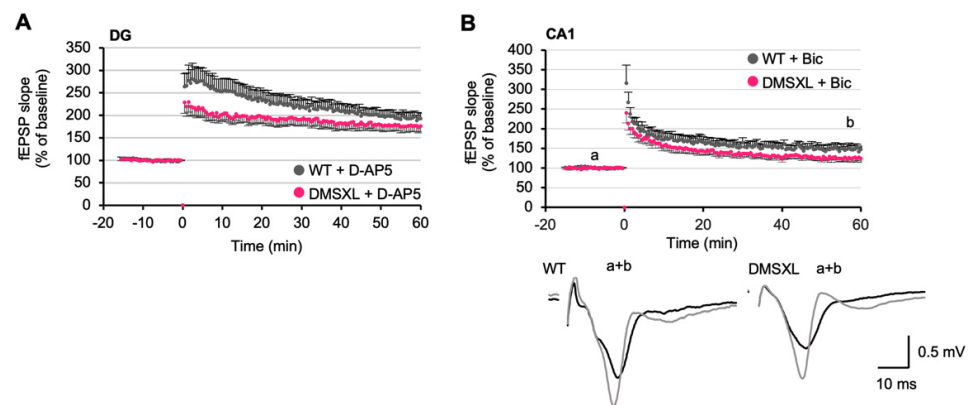 A
DG
fEPSP slope
(% of baseline)
350
300
250
200
150
100
50
0
WT + D-AP5
DMSXL + D-AP5
-20 -10 0 10 20 30 40 50 60
Time (min)
B
CA1
fEPSP slope
(% of baseline)
400
350
300
250
200
150
100
50
0
WT + Bic
DMSXL + Bic
a
b
-20 0 20 40 60
Time (min)
WT a+b
DMSXL a+b
0.5 mV
10 ms